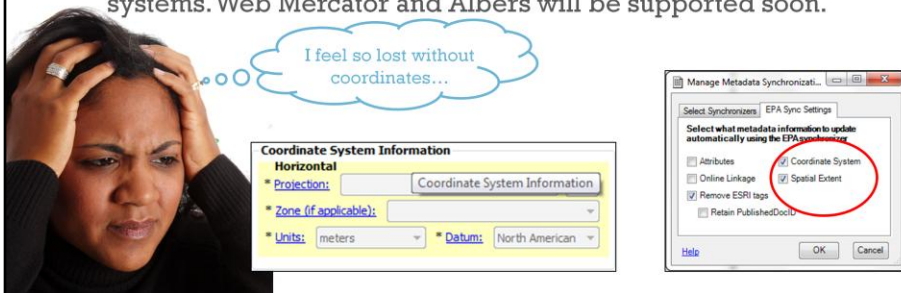 systems. Web Mercator and Albers will be supported soon.
I feel so lost without
coordinates…
Coordinate System Information
Horizontal
* Projection:
Coordinate System Information
* Zone (if applicable):
* Units: meters
* Datum: North American
Manage Metadata Synchronizati...
Select Synchronizers
EPA Sync Settings
Select what metadata information to update
automatically using the EPA synchronizer
Attributes
Coordinate System
Online Linkage
Spatial Extent
Remove ESRI tags
Retain PublishedDocID
Help
OK
Cancel